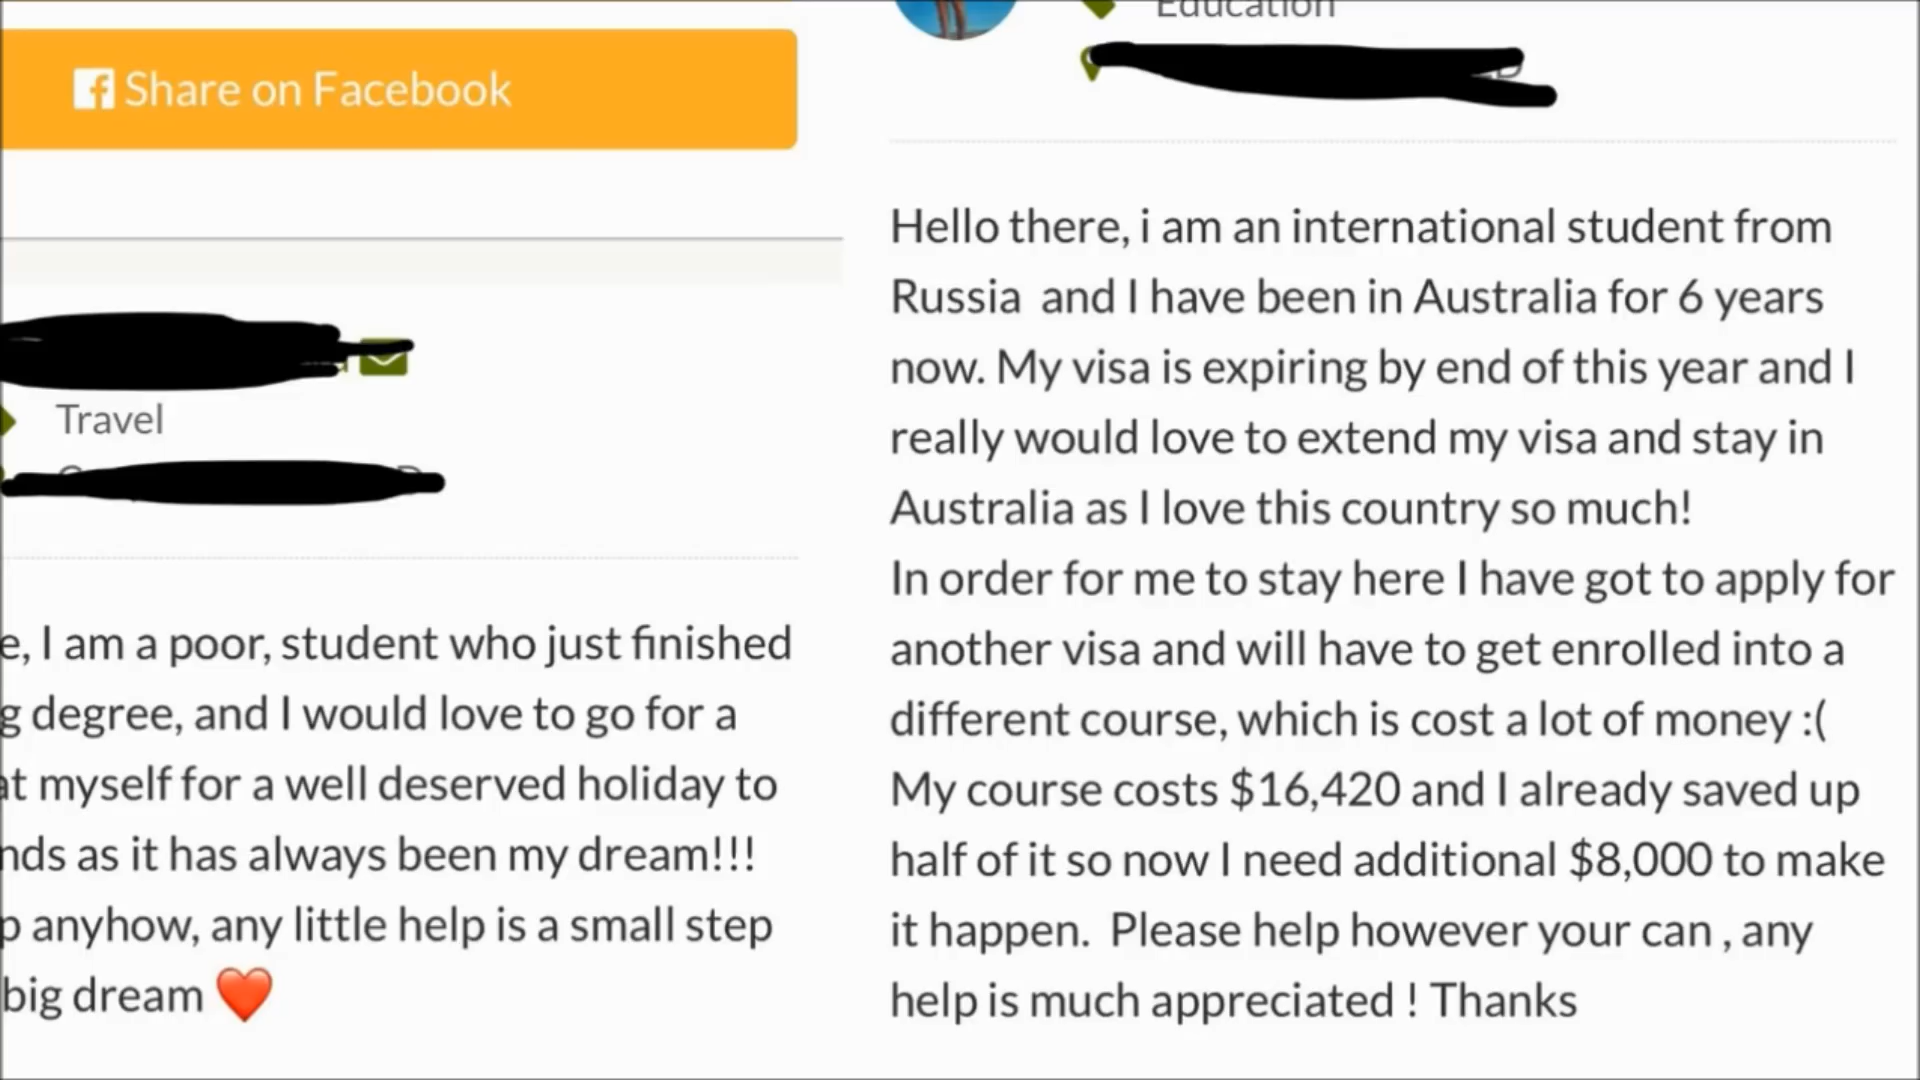 Share on Facebook
Travel
e, I am a poor, student who just finished
g degree, and I would love to go for a
at myself for a well deserved holiday to
nds as it has always been my dream!!!
p anyhow, any little help is a small step
big dream ❤️
Education
Hello there, i am an international student from
Russia and I have been in Australia for 6 years
now. My visa is expiring by end of this year and I
really would love to extend my visa and stay in
Australia as I love this country so much!
In order for me to stay here I have got to apply for
another visa and will have to get enrolled into a
different course, which is cost a lot of money :(
My course costs $16,420 and I already saved up
half of it so now I need additional $8,000 to make
it happen. Please help however your can , any
help is much appreciated ! Thanks